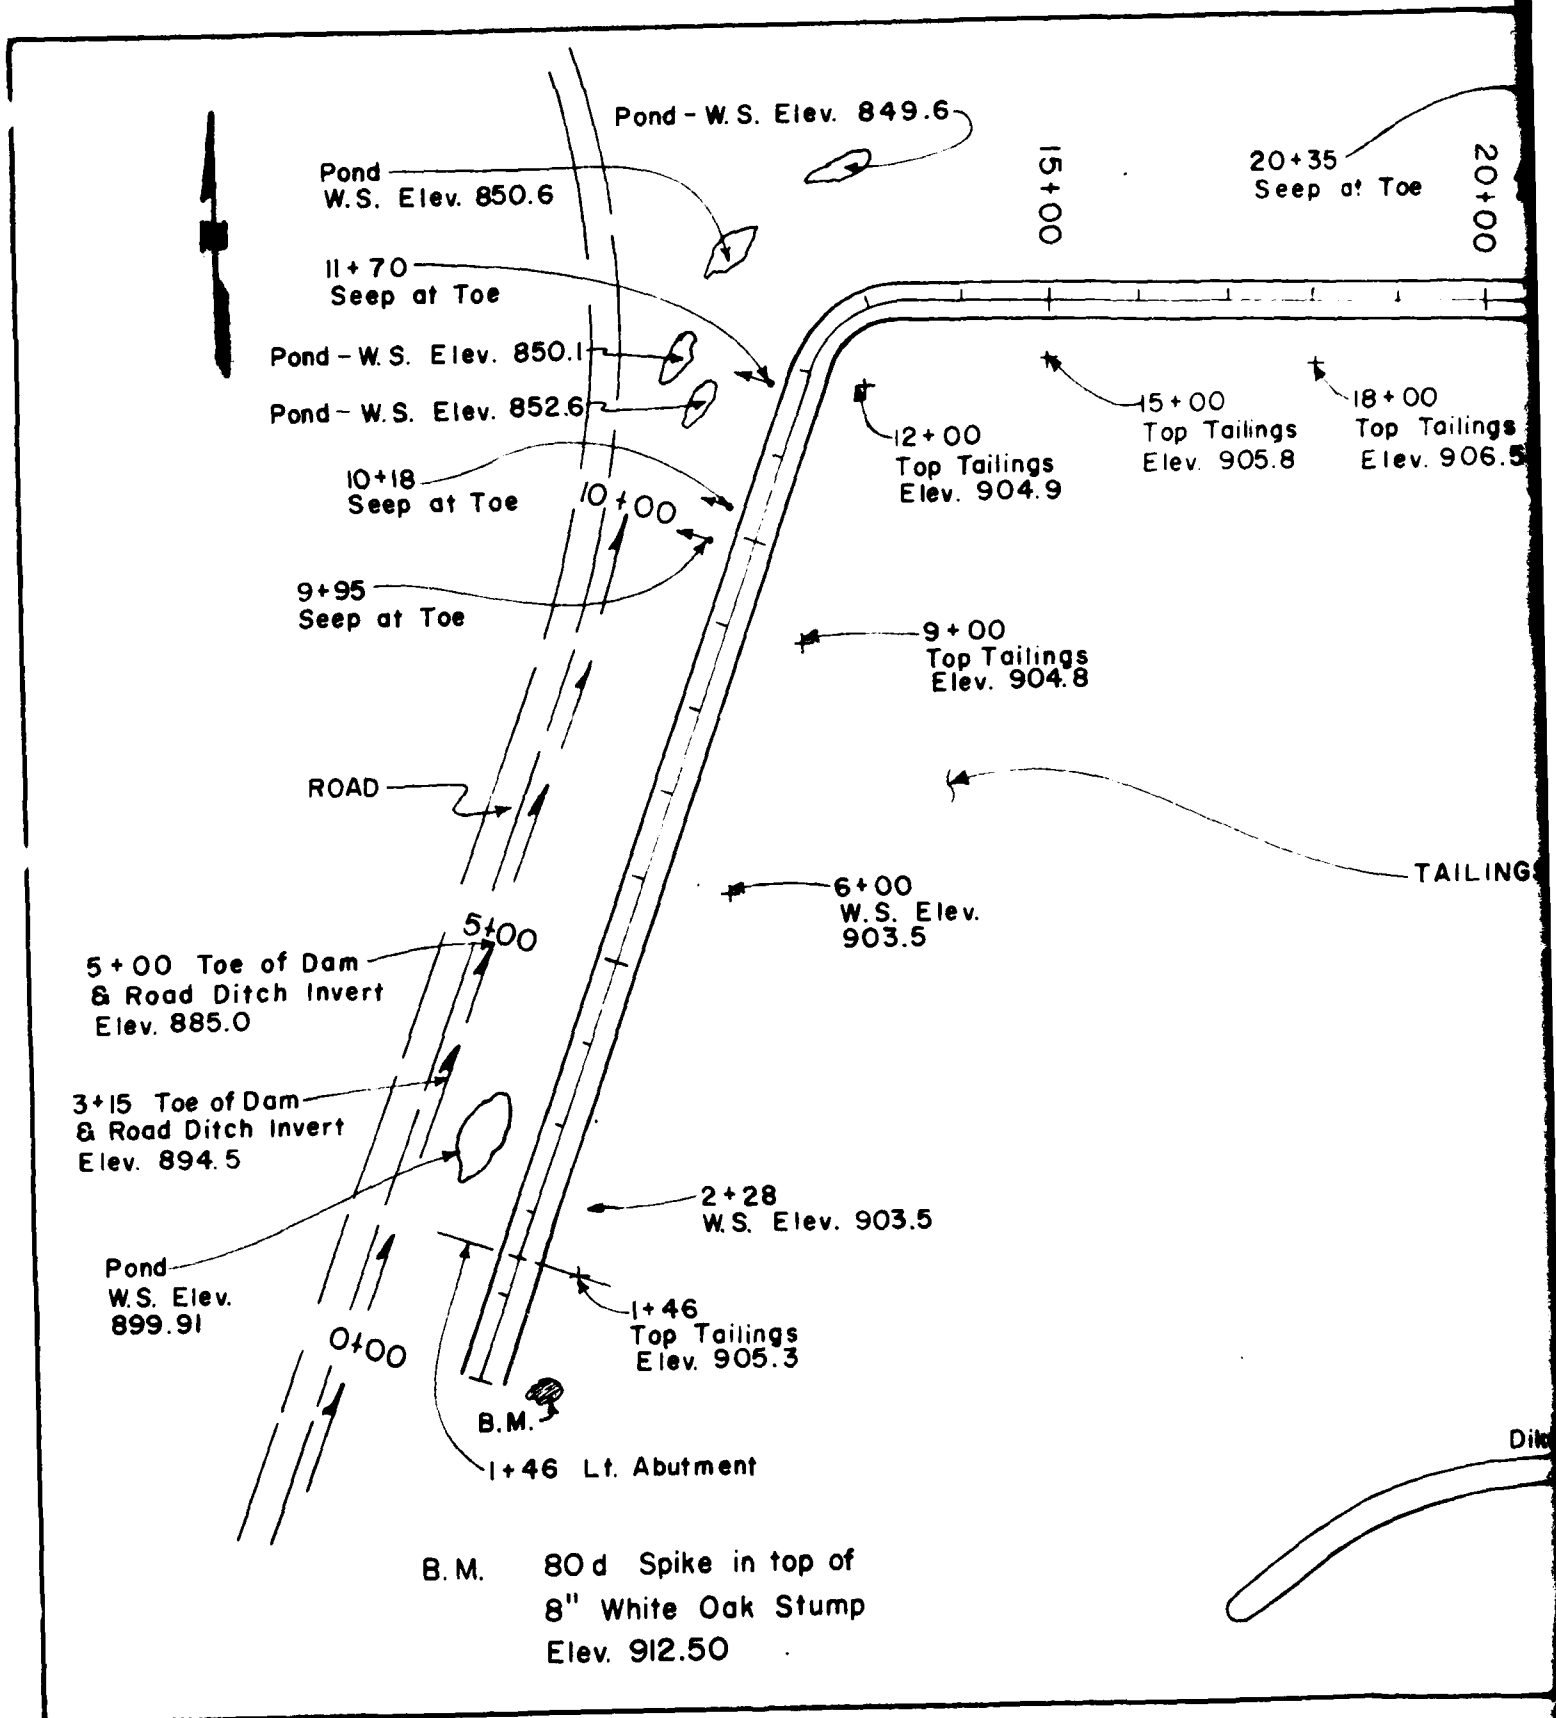 Pond - W.S. Elev. 849.6
Pond
W.S. Elev. 850.6
15+00
20+35
Seep at Toe
20+00
11+70
Seep at Toe
Pond - W.S. Elev. 850.1
Pond - W.S. Elev. 852.6
12+00
Top Tailings
Elev. 904.9
15+00
Top Tailings
Elev. 905.8
18+00
Top Tailings
Elev. 906.5
10+18
Seep at Toe
10+00
9+95
Seep at Toe
9+00
Top Tailings
Elev. 904.8
ROAD
TAILINGS
6+00
W.S. Elev.
903.5
5+00
5+00 Toe of Dam
& Road Ditch Invert
Elev. 885.0
3+15 Toe of Dam
& Road Ditch Invert
Elev. 894.5
2+28
W.S. Elev. 903.5
Pond
W.S. Elev.
899.91
0+00
1+46
Top Tailings
Elev. 905.3
B.M.
1+46 Lt. Abutment
B.M. 80d Spike in top of
8" White Oak Stump
Elev. 912.50